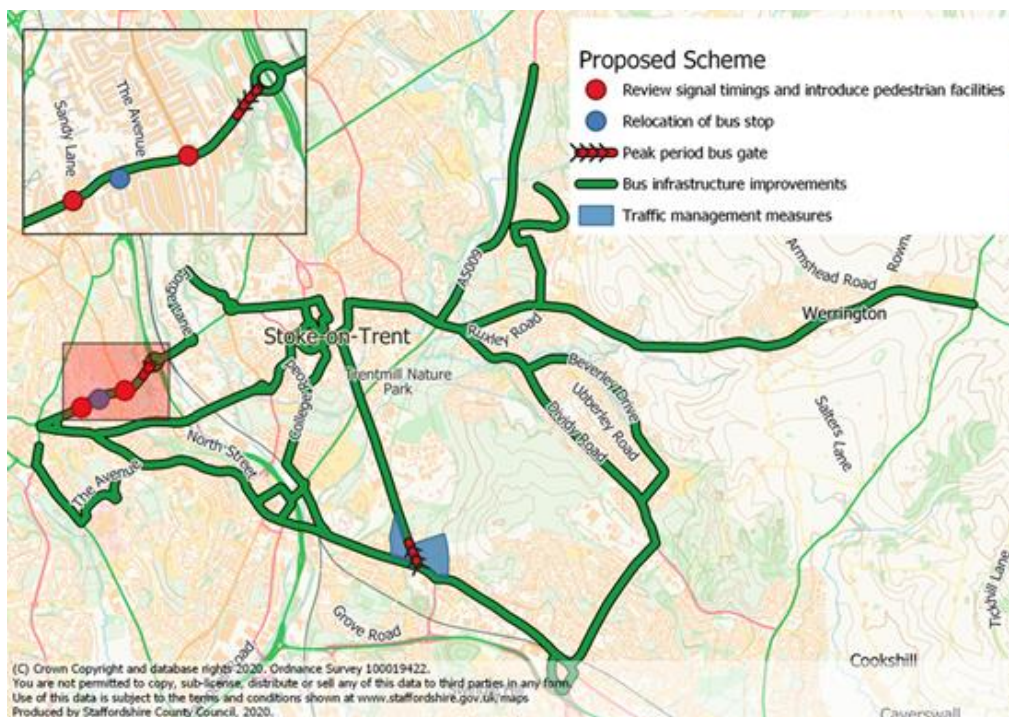 Proposed Scheme
Review signal timings and introduce pedestrian facilities
Relocation of bus stop
Peak period bus gate
Bus infrastructure improvements
Traffic management measures
The Avenue
Sandy Lane
A5009
Armshead Road
Werrington
Forge Lane
Stoke-on-Trent
Ruxley Road
Trentmill Nature
Park
College Road
Beverley Drive
Ubberley Road
Dividy Road
Salters Lane
North Street
The Avenue
Grove Road
Tickhill Lane
Cookshill
Caverswall
(C) Crown Copyright and database rights 2020. Ordnance Survey 100019422.
You are not permitted to copy, sub-license, distribute or sell any of this data to third parties in any form.
Use of this data is subject to the terms and conditions shown at www.staffordshire.gov.uk/maps
Produced by Staffordshire County Council, 2020.